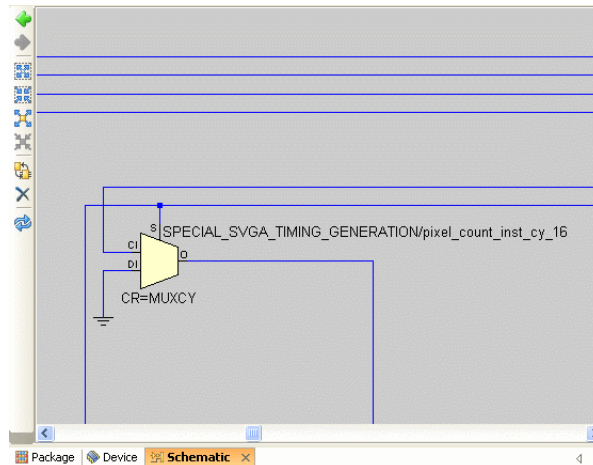 S SPECIAL_SVGA_TIMING_GENERATION/pixel_count_inst_cy_16
CI
O
DI
CR=MUXCY
Package Device Schematic